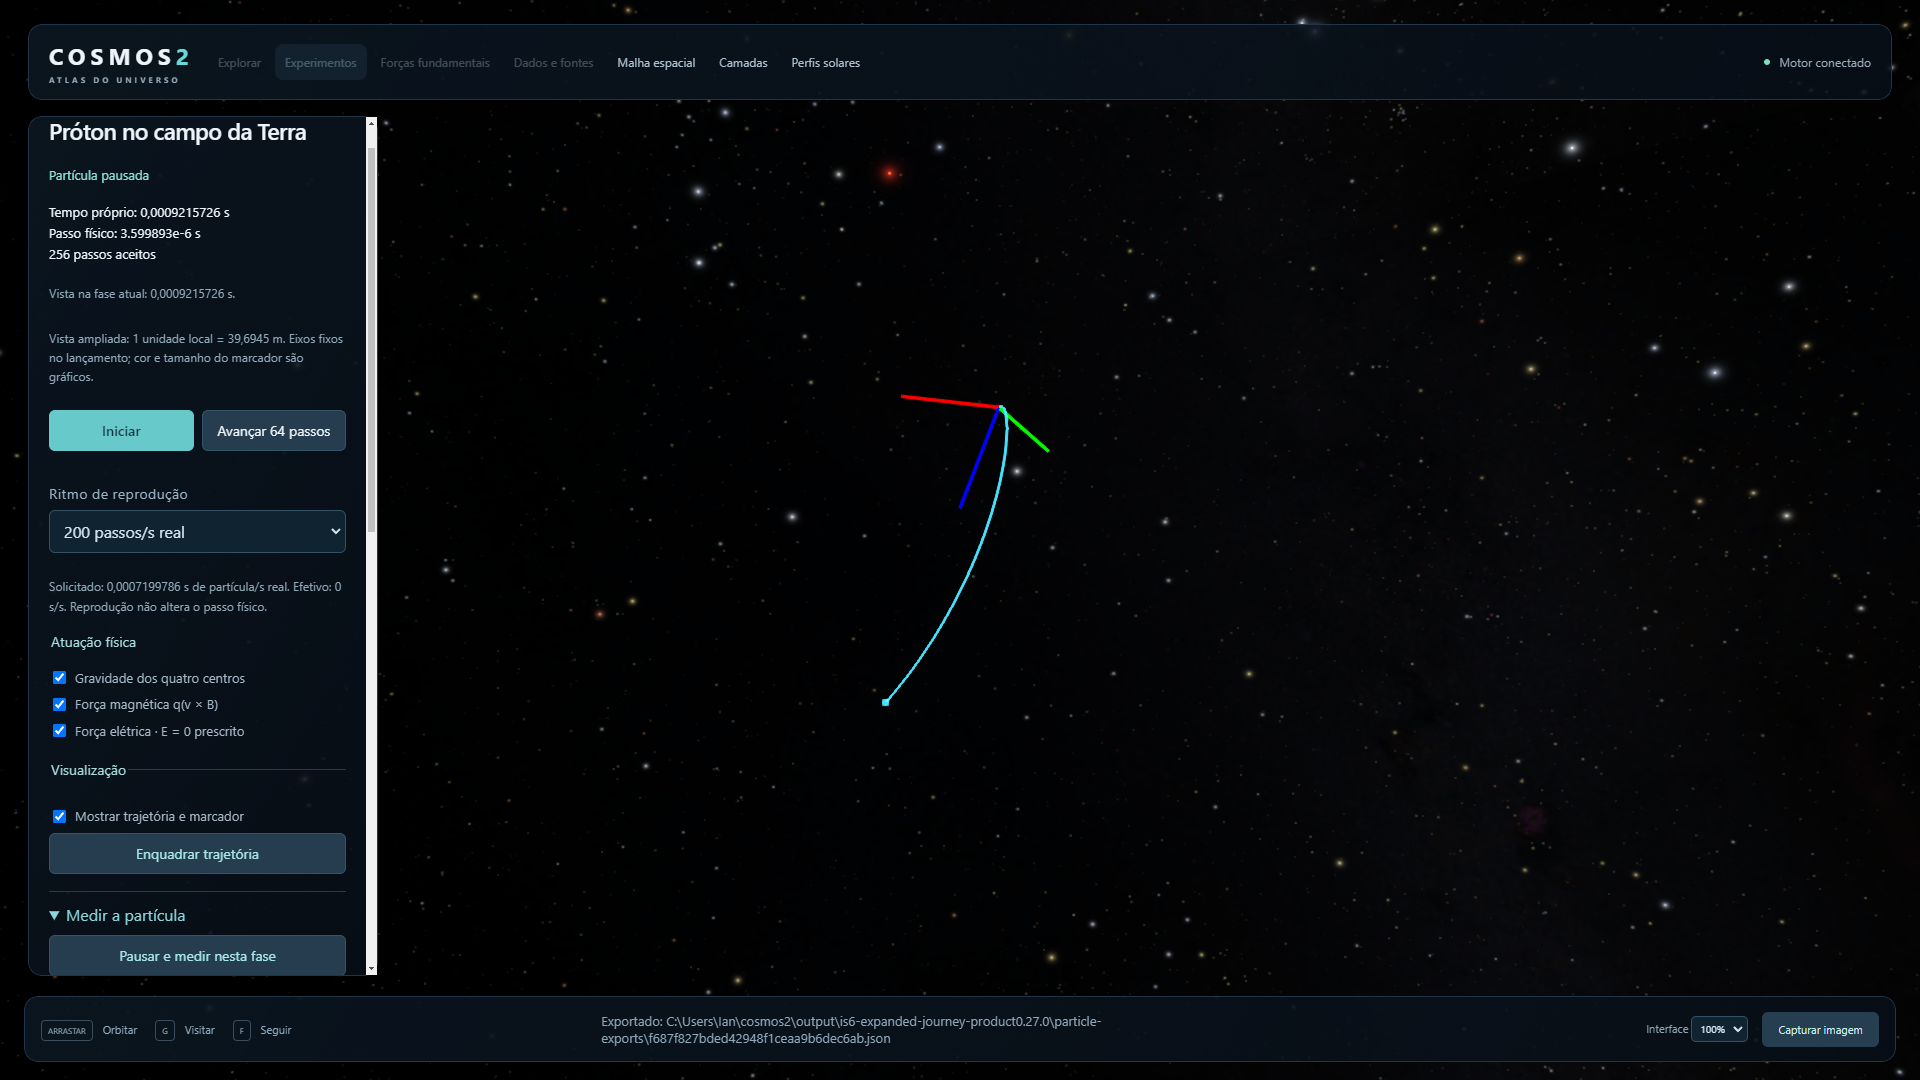 COSMOS2
ATLAS DO UNIVERSO
Explorar
Experimentos
Forças fundamentais
Dados e fontes
Malha espacial
Camadas
Perfis solares
Motor conectado
Próton no campo da Terra
Partícula pausada
Tempo próprio: 0,0009215726 s
Passo físico: 3.599893e-6 s
256 passos aceitos
Vista na fase atual: 0,0009215726 s.
Vista ampliada: 1 unidade local = 39,6945 m. Eixos fixos
no lançamento; cor e tamanho do marcador são
gráficos.
Iniciar
Avançar 64 passos
Ritmo de reprodução
200 passos/s real
Solicitado: 0,0007199786 s de partícula/s real. Efetivo: 0
s/s. Reprodução não altera o passo físico.
Atuação física
Gravidade dos quatro centros
Força magnética q(v × B)
Força elétrica · E = 0 prescrito
Visualização
Mostrar trajetória e marcador
Enquadrar trajetória
▼ Medir a partícula
Pausar e medir nesta fase
ARRASTAR
Orbitar
G
Visitar
F
Seguir
Exportado: C:\Users\Ian\cosmos2\output\is6-expanded-journey-product0.27.0\particle-
exports\f687f827bded42948f1ceaa9b6dec6ab.json
Interface
100%
Capturar imagem